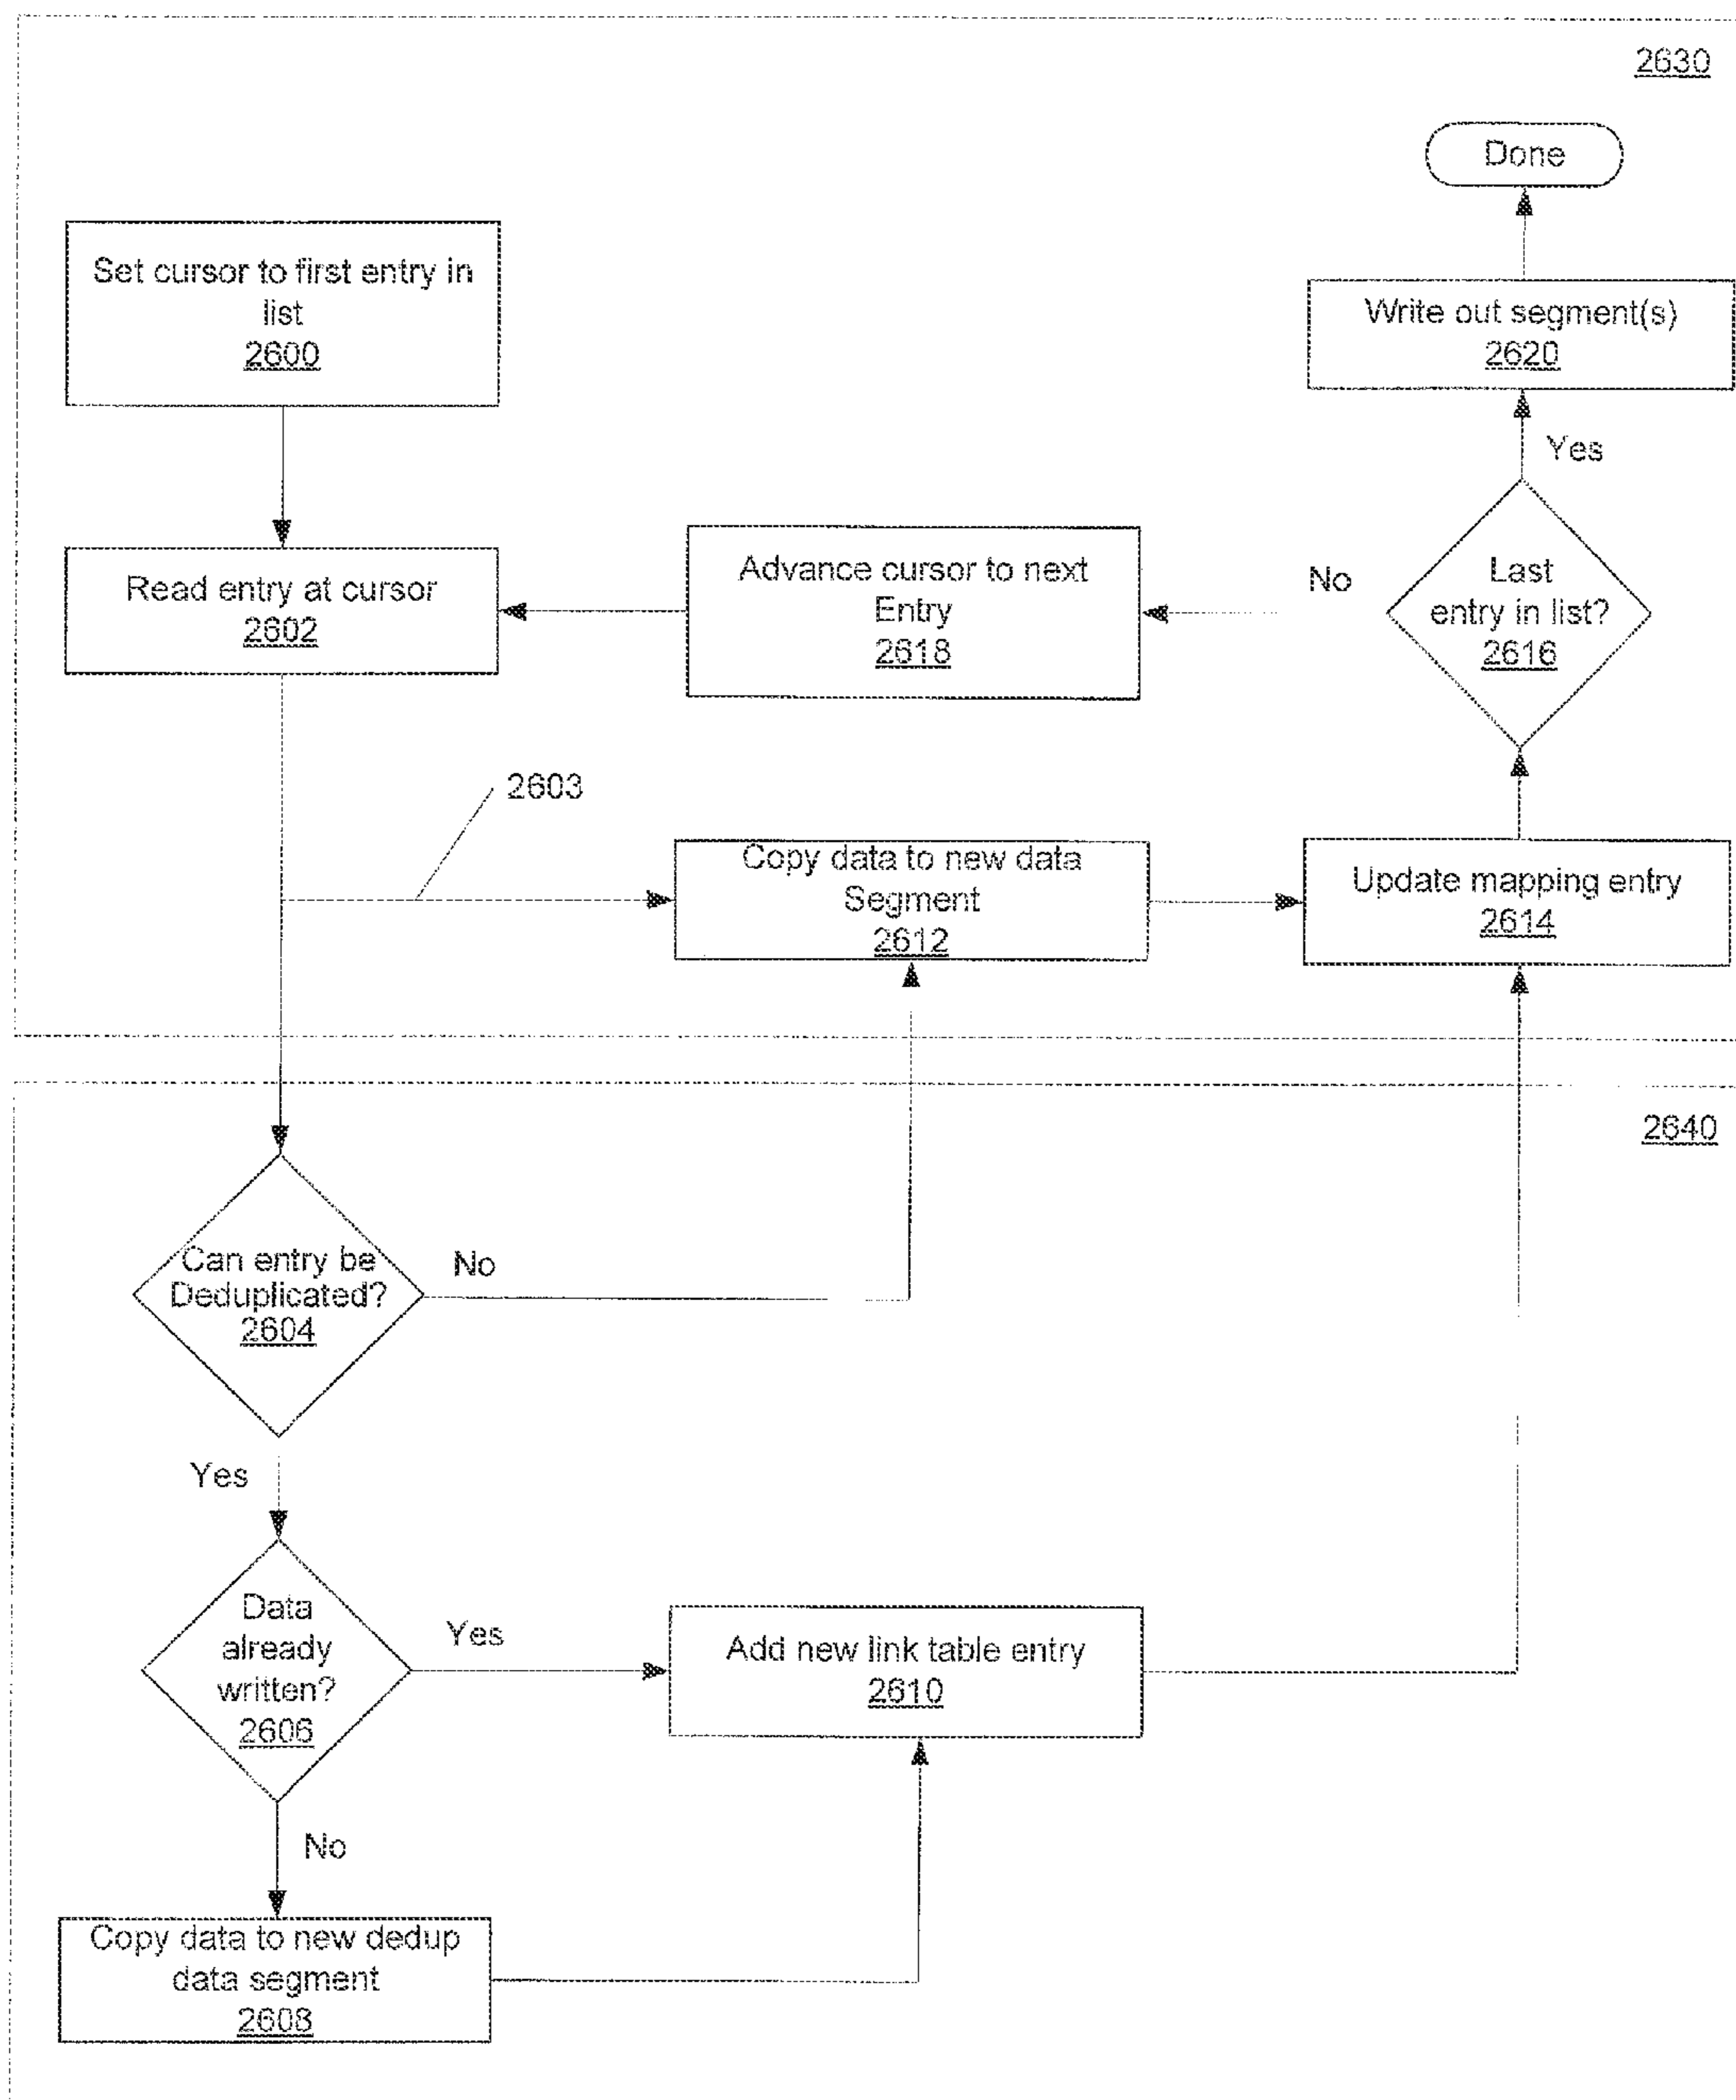 2630
Done
Set cursor to first entry in
list
2600
Write out segment(s)
2620
Yes
Read entry at cursor
2602
Advance cursor to next
Entry
2618
No
Last
entry in list?
2616
2603
Copy data to new data
Segment
2612
Update mapping entry
2614
2640
Can entry be
Deduplicated?
2604
No
Yes
Data
already
written?
2606
Yes
Add new link table entry
2610
No
Copy data to new dedup
data segment
2608